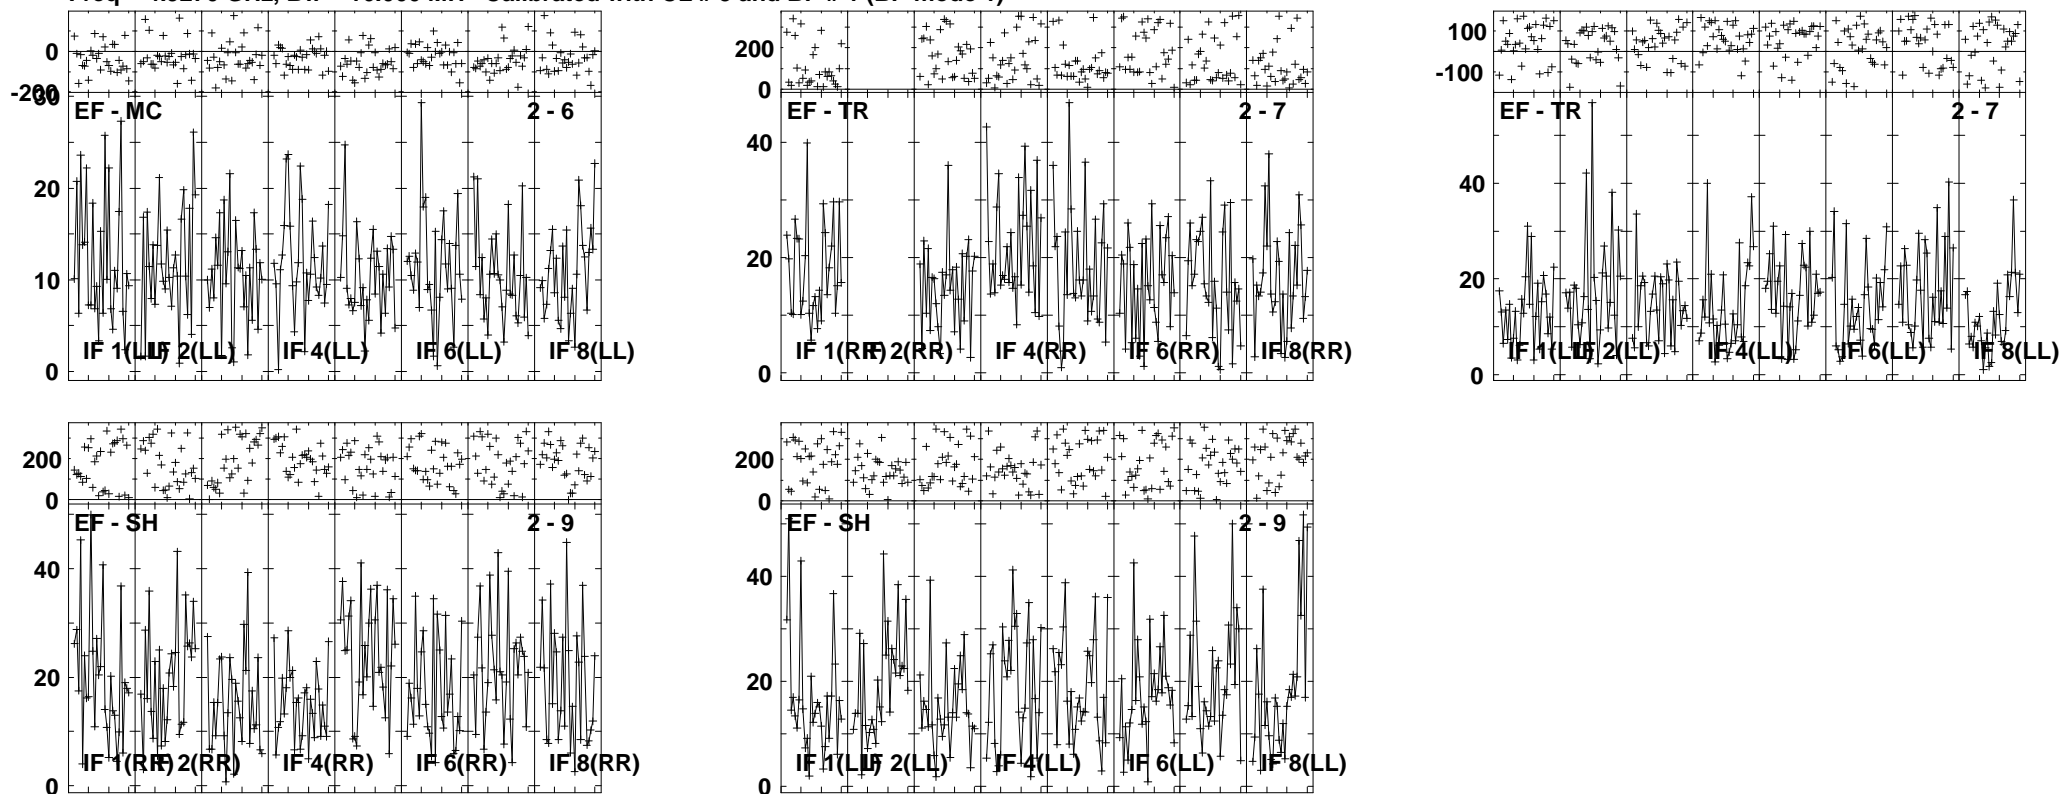 0
-200
30
20
10
0
EF - MC
2 - 6
IF 1(LL)
IF 2(LL)
IF 4(LL)
IF 6(LL)
IF 8(LL)
200
0
40
20
0
EF - TR
2 - 7
IF 1(RR)
IF 2(RR)
IF 4(RR)
IF 6(RR)
IF 8(RR)
100
-100
40
20
0
EF - TR
2 - 7
IF 1(LL)
IF 2(LL)
IF 4(LL)
IF 6(LL)
IF 8(LL)
200
0
40
20
0
EF - SH
2 - 9
IF 1(RR)
IF 2(RR)
IF 4(RR)
IF 6(RR)
IF 8(RR)
200
0
40
20
0
EF - SH
2 - 9
IF 1(LL)
IF 2(LL)
IF 4(LL)
IF 6(LL)
IF 8(LL)